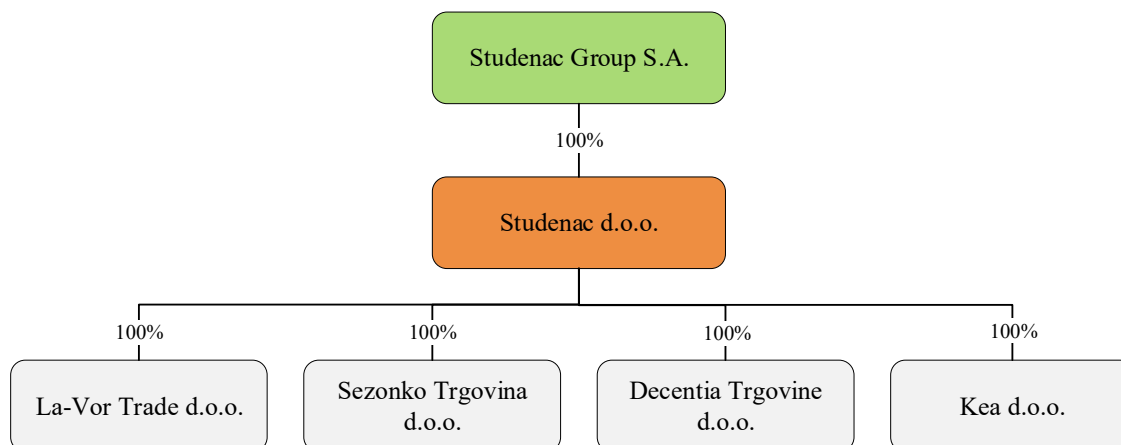 Studenac Group S.A.
100%
Studenac d.o.o.
100%
100%
100%
100%
La-Vor Trade d.o.o.
Sezonko Trgovina
d.o.o.
Decentia Trgovine
d.o.o.
Kea d.o.o.